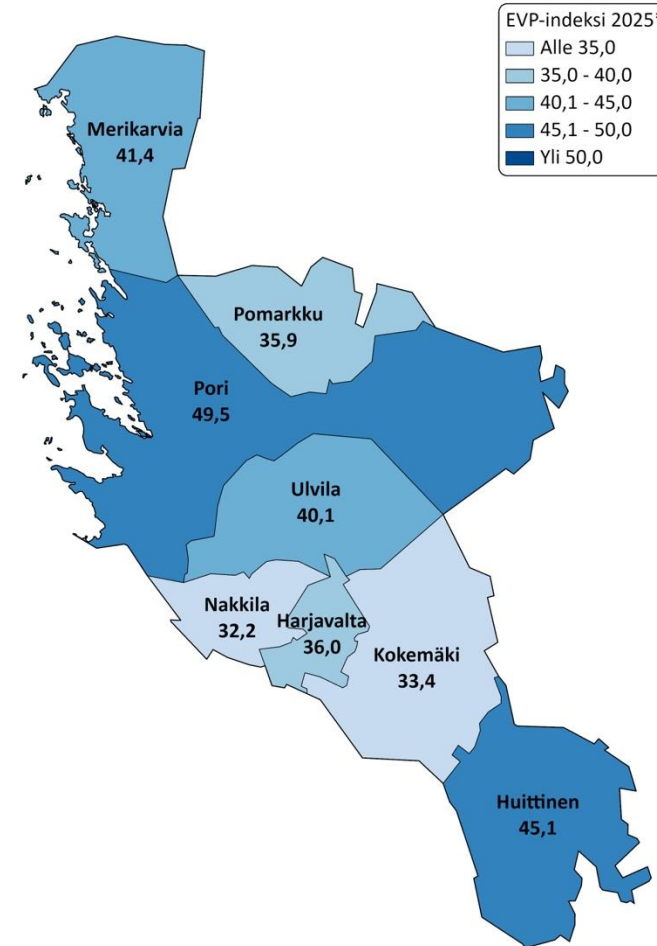 EVP-indeksi 2025*
Alle 35,0
35,0 - 40,0
40,1 - 45,0
45,1 - 50,0
Yli 50,0
Merikarvia
41,4
Pomarkku
35,9
Pori
49,5
Ulvila
40,1
Nakkila
32,2
Harjavalta
36,0
Kokemäki
33,4
Huittinen
45,1